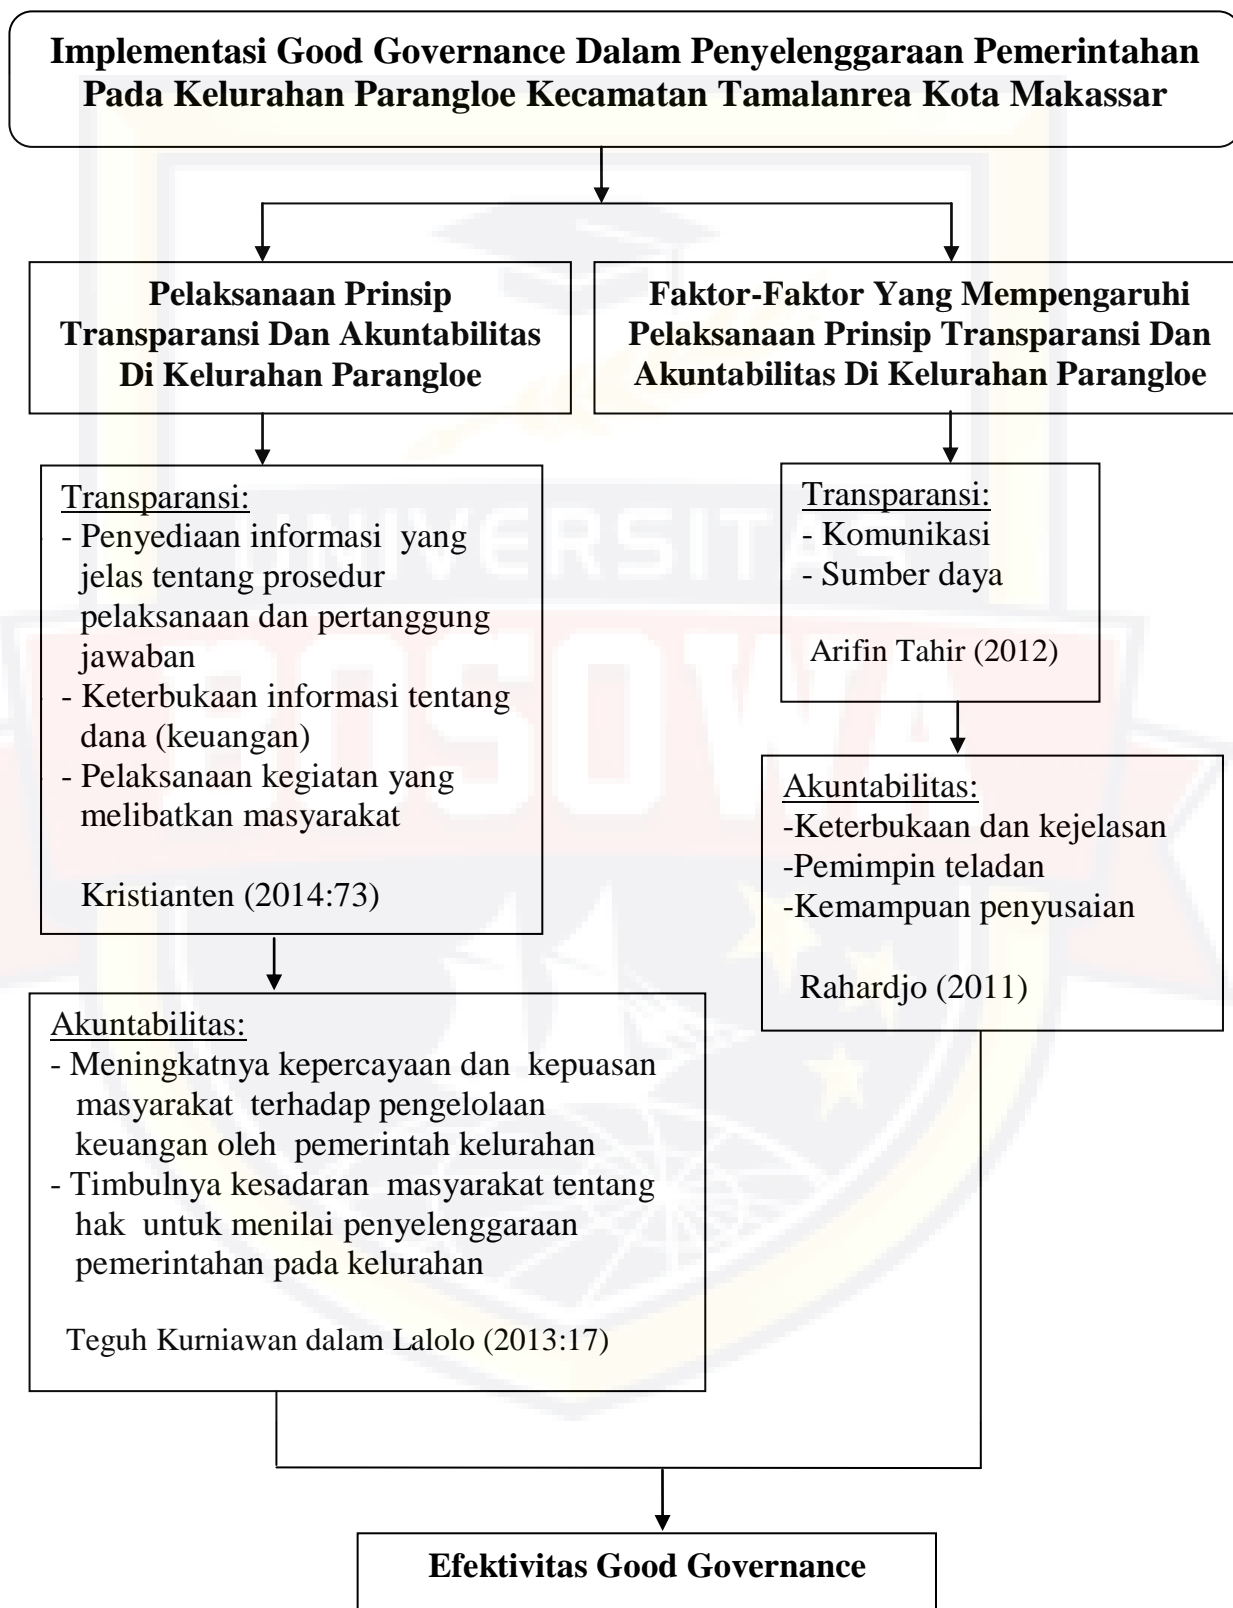 Implementasi Good Governance Dalam Penyelenggaraan Pemerintahan
Pada Kelurahan Parangloe Kecamatan Tamalanrea Kota Makassar
Pelaksanaan Prinsip
Transparansi Dan Akuntabilitas
Di Kelurahan Parangloe
Faktor-Faktor Yang Mempengaruhi
Pelaksanaan Prinsip Transparansi Dan
Akuntabilitas Di Kelurahan Parangloe
Transparansi:
- Penyediaan informasi yang
jelas tentang prosedur
pelaksanaan dan pertanggung
jawaban
- Keterbukaan informasi tentang
dana (keuangan)
- Pelaksanaan kegiatan yang
melibatkan masyarakat
Kristianten (2014:73)
Transparansi:
- Komunikasi
- Sumber daya
Arifin Tahir (2012)
Akuntabilitas:
-Keterbukaan dan kejelasan
-Pemimpin teladan
-Kemampuan penyusaian
Rahardjo (2011)
Akuntabilitas:
- Meningkatnya kepercayaan dan kepuasan
masyarakat terhadap pengelolaan
keuangan oleh pemerintah kelurahan
- Timbulnya kesadaran masyarakat tentang
hak untuk menilai penyelenggaraan
pemerintahan pada kelurahan
Teguh Kurniawan dalam Lalolo (2013:17)
Efektivitas Good Governance
UNIVERSITAS
BOSOWA